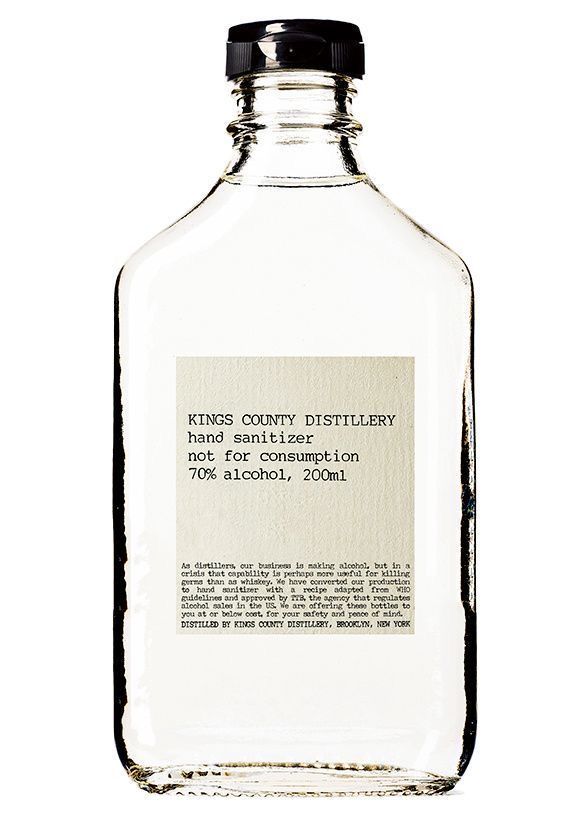 KINGS COUNTY DISTILLERY
hand sanitizer
not for consumption
70% alcohol, 200ml
As distillers, our business is making alcohol, but in a
crisis that capability is perhaps more useful for killing
germs than as whiskey. We have converted our production
to hand sanitizer with a recipe adapted from WHO
guidelines and approved by TTB, the agency that regulates
alcohol sales in the US. We are offering these bottles to
you at or below cost, for your safety and peace of mind.
DISTILLED BY KINGS COUNTY DISTILLERY, BROOKLYN, NEW YORK